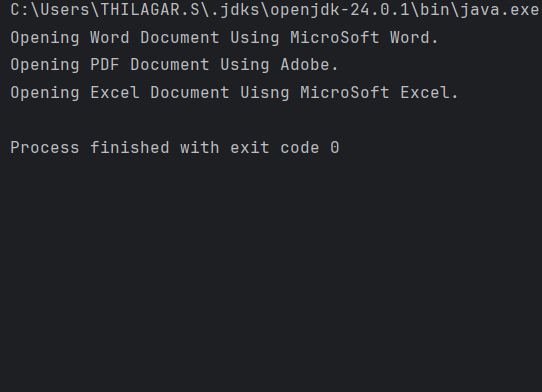 C:\Users\THILAGAR.S\.jdks\openjdk-24.0.1\bin\java.exe
Opening Word Document Using MicroSoft Word.
Opening PDF Document Using Adobe.
Opening Excel Document Uisng MicroSoft Excel.
Process finished with exit code 0